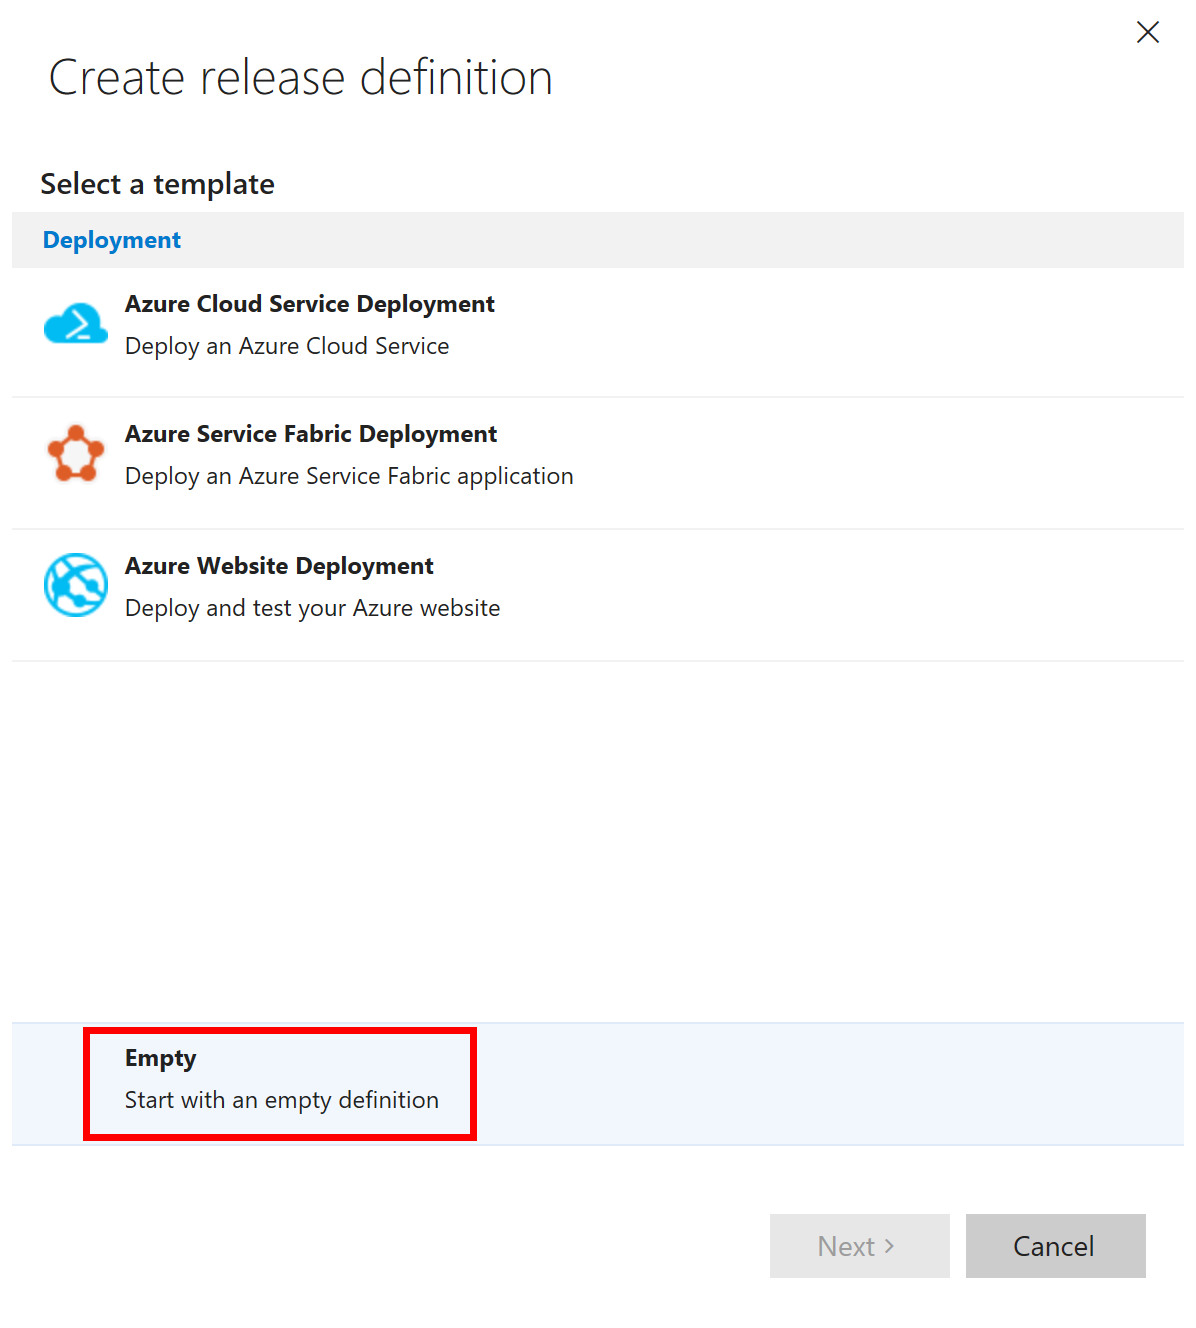 Create release definition
Select a template
Deployment
Azure Cloud Service Deployment
Deploy an Azure Cloud Service
Azure Service Fabric Deployment
Deploy an Azure Service Fabric application
Azure Website Deployment
Deploy and test your Azure website
Empty
Start with an empty definition
Next >
Cancel